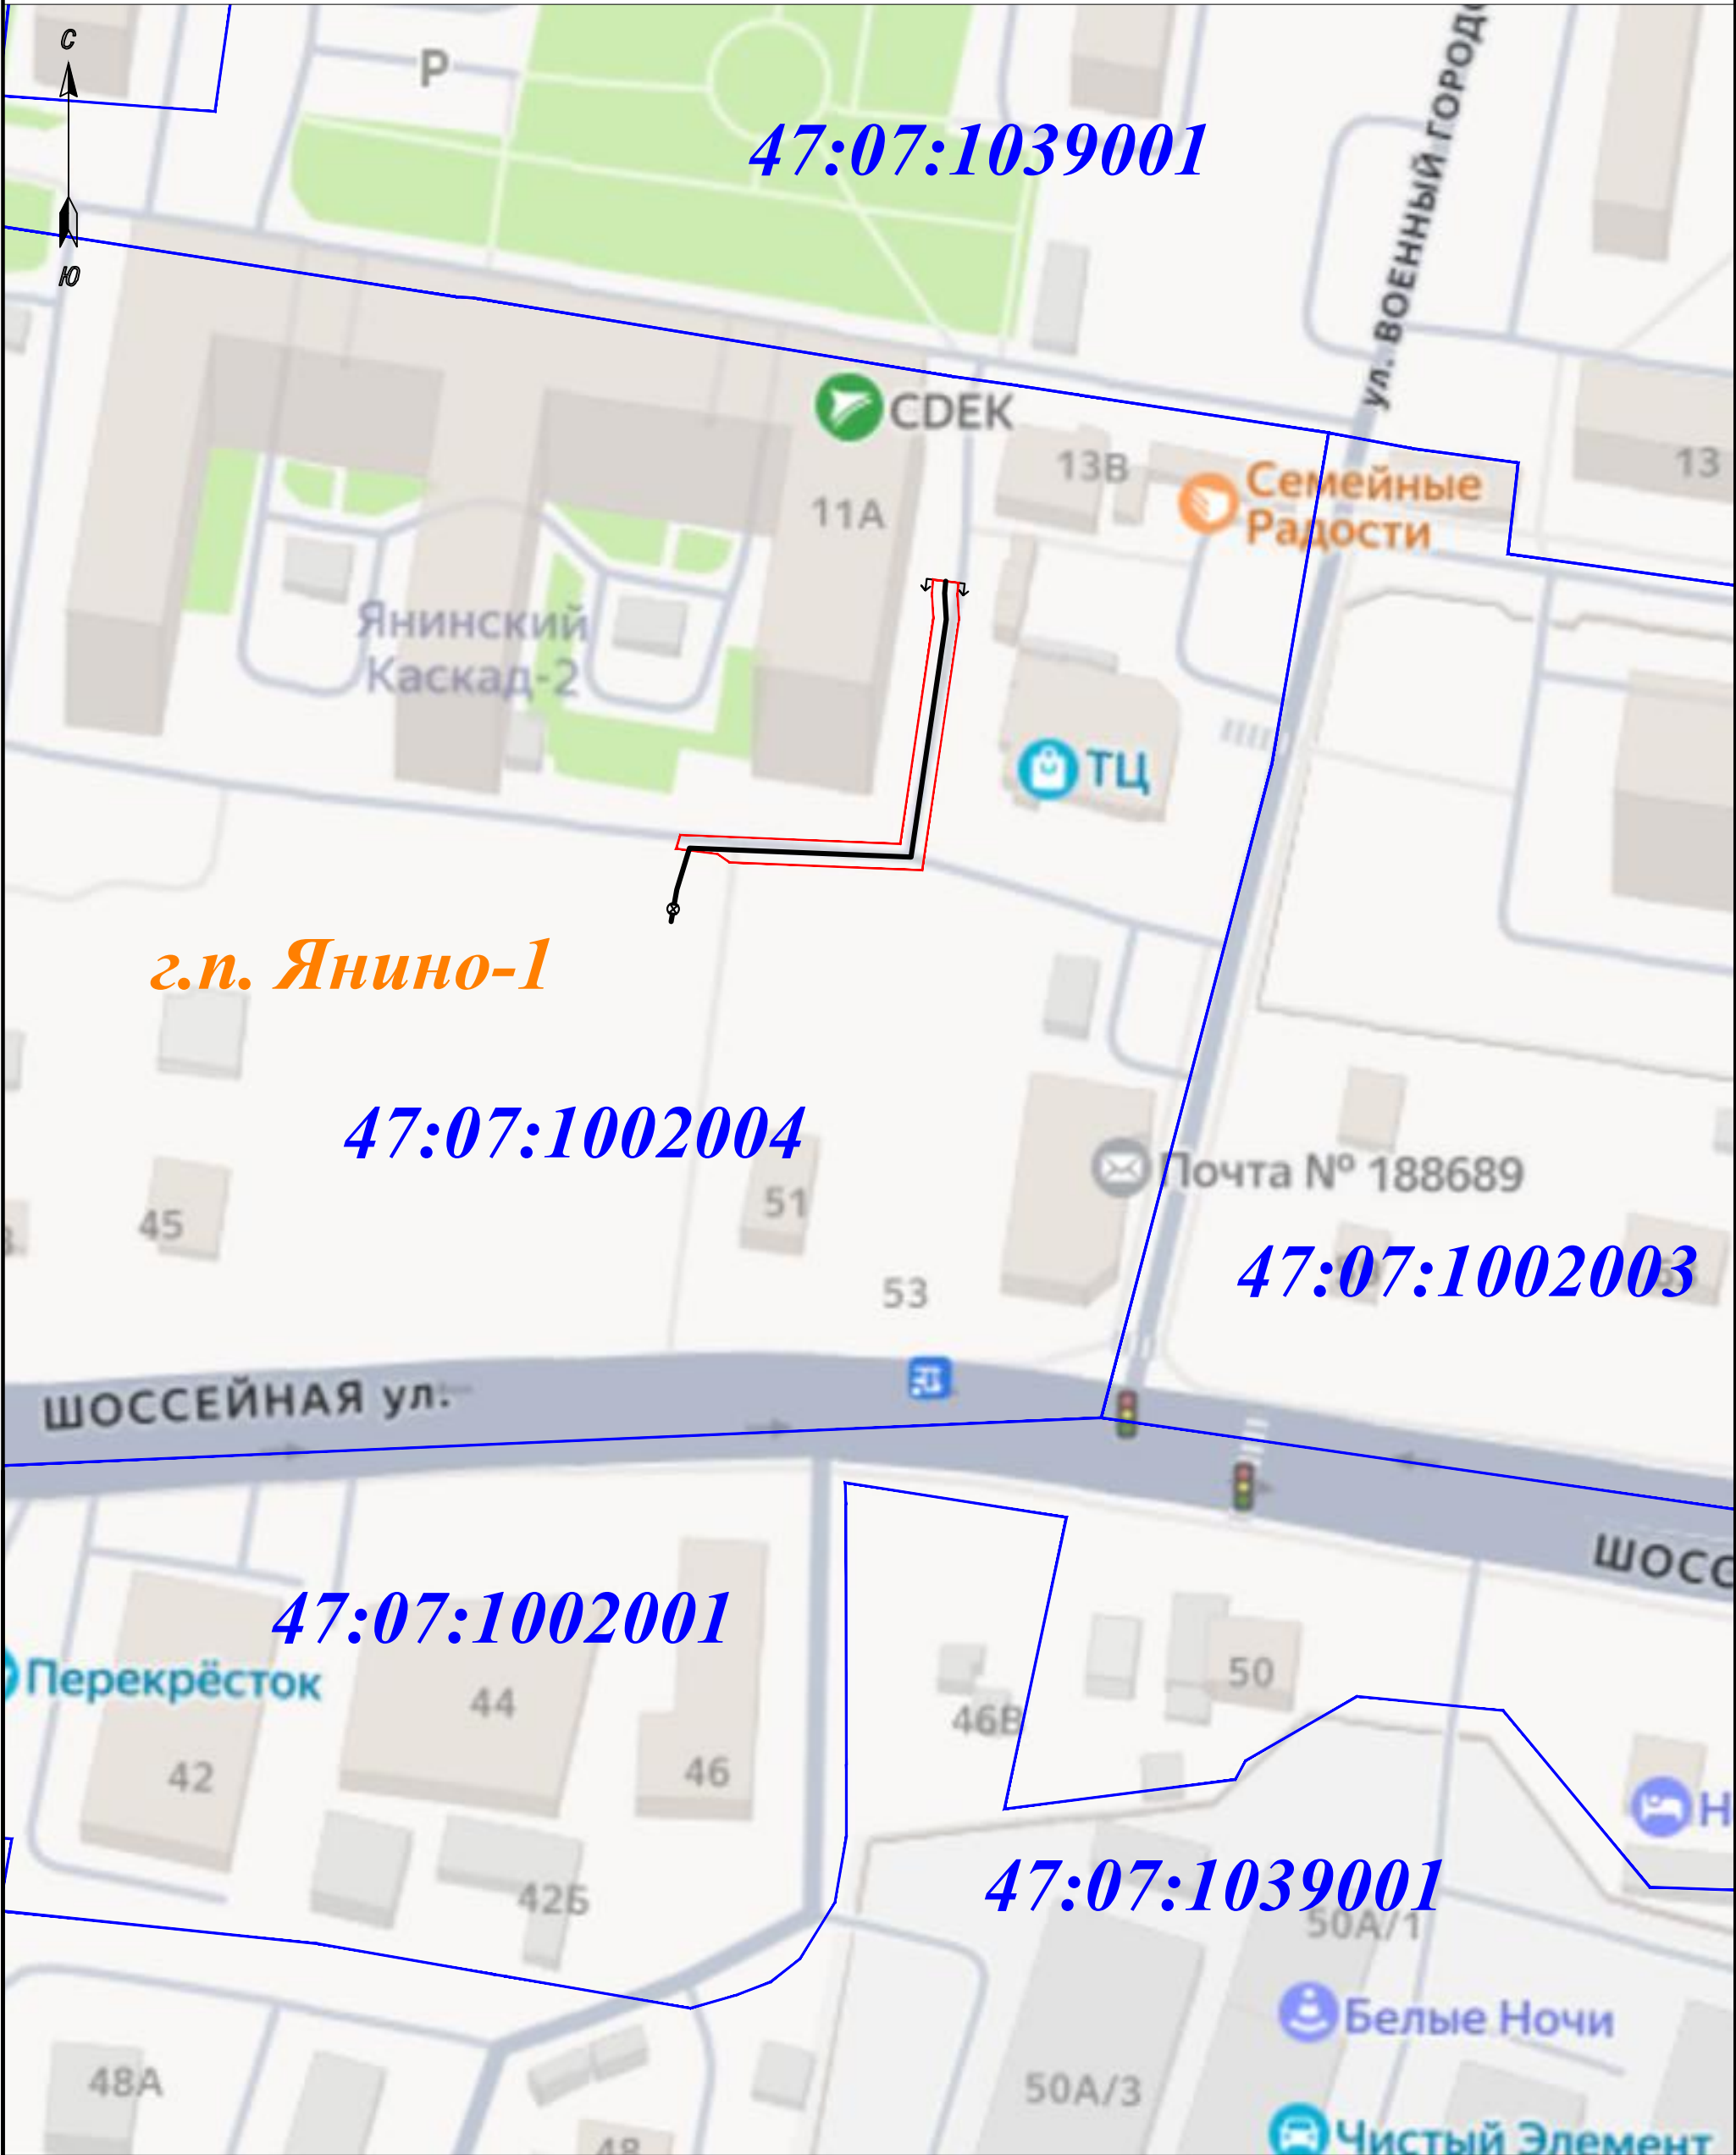 С
Ю
P
47:07:1039001
ул. ВОЕННЫЙ ГОРОДО
CDEK
13В
Семейные
Радости
13
11А
Янинский
Каскад-2
ТЦ
г.п. Янино-1
47:07:1002004
Почта № 188689
51
45
47:07:1002003
53
ШОССЕЙНАЯ ул.
ШОСС
47:07:1002001
Перекрёсток
50
44
46В
42
46
Н
47:07:1039001
42Б
50А/1
Белые Ночи
48А
50А/3
Чистый Элемент
48